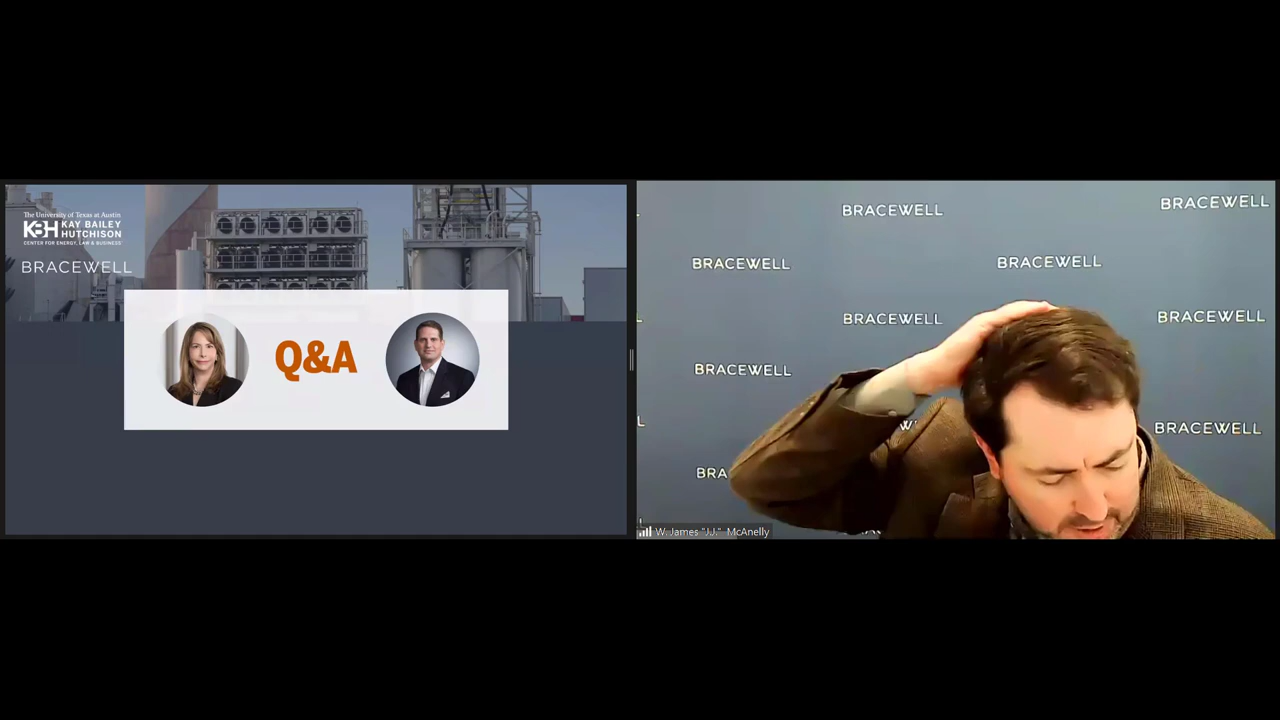 The University of Texas at Austin
KBH KAY BAILEY
HUTCHISON
CENTER FOR ENERGY, LAW & BUSINESS
BRACEWELL
Q&A
BRACEWELL
BRACEWELL
BRACEWELL
BRACEWELL
BRACEWELL
BRACEWELL
BRACEWELL
BRACEWELL
W
BRA
W. James "J.J." McAnelly